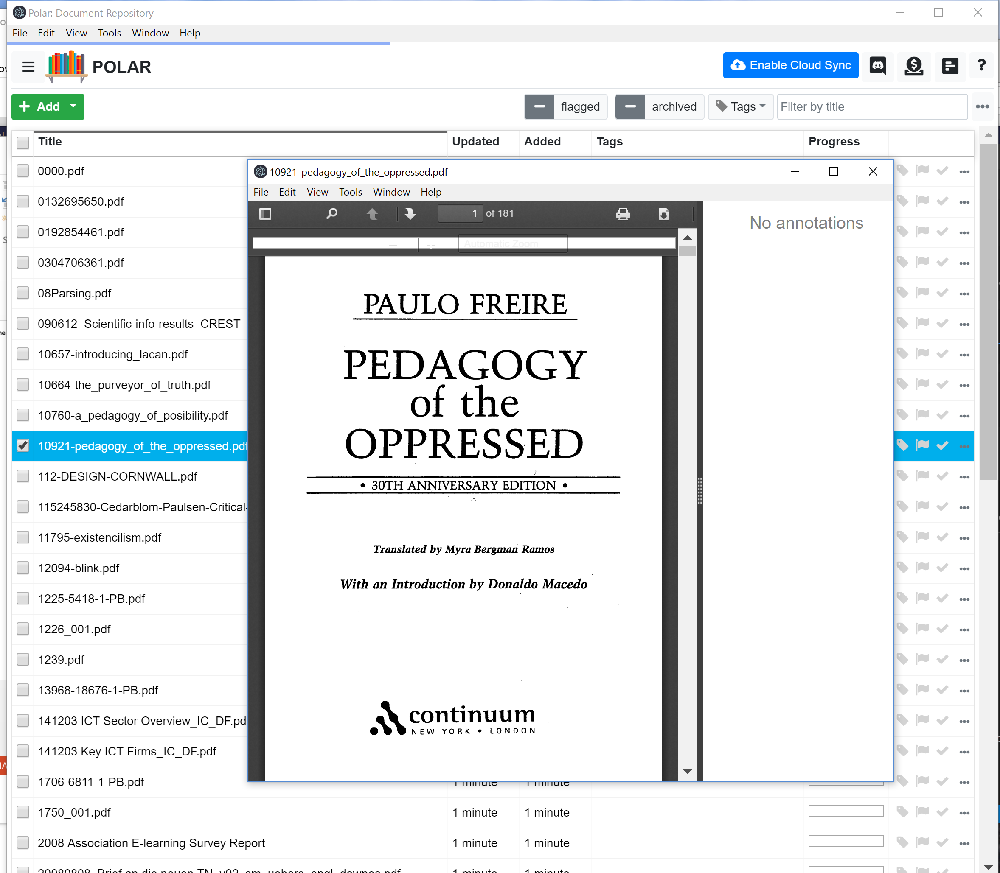 Polar: Document Repository
File Edit View Tools Window Help
POLAR
Enable Cloud Sync
?
Add
flagged
archived
Tags
Filter by title
Title Updated Added Tags Progress
0000.pdf
0132695650.pdf
0192854461.pdf
0304706361.pdf
08Parsing.pdf
090612_Scientific-info-results_CREST_
10657-introducing_lacan.pdf
10664-the_purveyor_of_truth.pdf
10760-a_pedagogy_of_posibility.pdf
10921-pedagogy_of_the_oppressed.pdf
112-DESIGN-CORNWALL.pdf
115245830-Cedarblom-Paulsen-Critical-
11795-existencilism.pdf
12094-blink.pdf
1225-5418-1-PB.pdf
1226_001.pdf
1239.pdf
13968-18676-1-PB.pdf
141203 ICT Sector Overview_IC_DF.pdf
141203 Key ICT Firms_IC_DF.pdf
1706-6811-1-PB.pdf 1 minute 1 minute
1750_001.pdf 1 minute 1 minute
2008 Association E-learning Survey Report 1 minute 1 minute
20080808_Brief an die neuen TN_v02_am_uebers_engl_downes.pdf 1 minute 1 minute
10921-pedagogy_of_the_oppressed.pdf
File Edit View Tools Window Help
1 of 181
Automatic Zoom
No annotations
PAULO FREIRE
PEDAGOGY
of the
OPPRESSED
• 30TH ANNIVERSARY EDITION •
Translated by Myra Bergman Ramos
With an Introduction by Donaldo Macedo
continuum
NEW YORK • LONDON